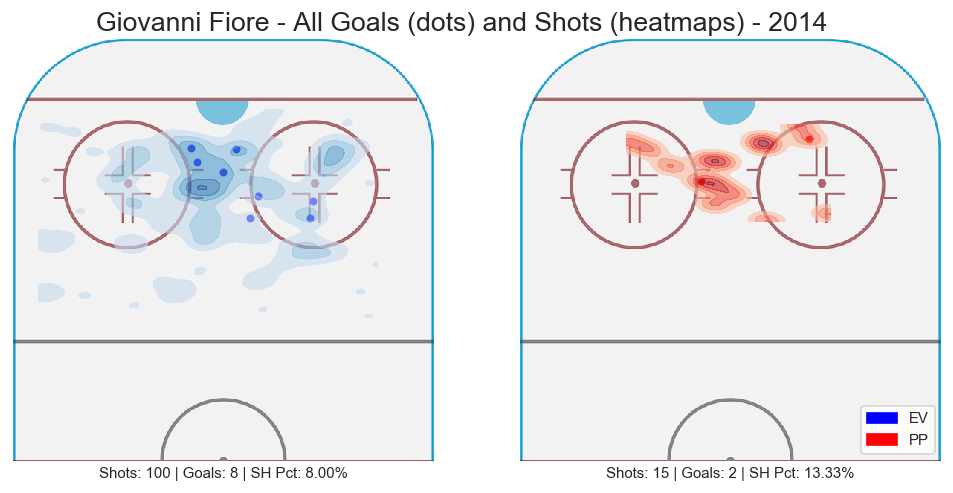 Giovanni Fiore - All Goals (dots) and Shots (heatmaps) - 2014
EV
PP
Shots: 100 | Goals: 8 | SH Pct: 8.00%
Shots: 15 | Goals: 2 | SH Pct: 13.33%